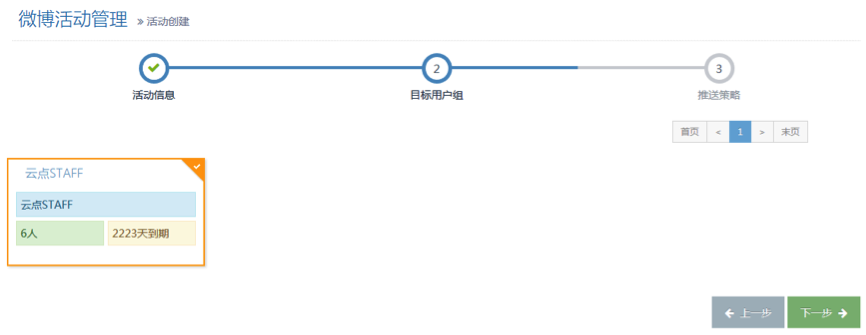 微博活动管理 » 活动创建
2 3
活动信息 目标用户组 推送策略
首页 < 1 > 末页
云点STAFF
云点STAFF
6人 2223天到期
上一步 下一步